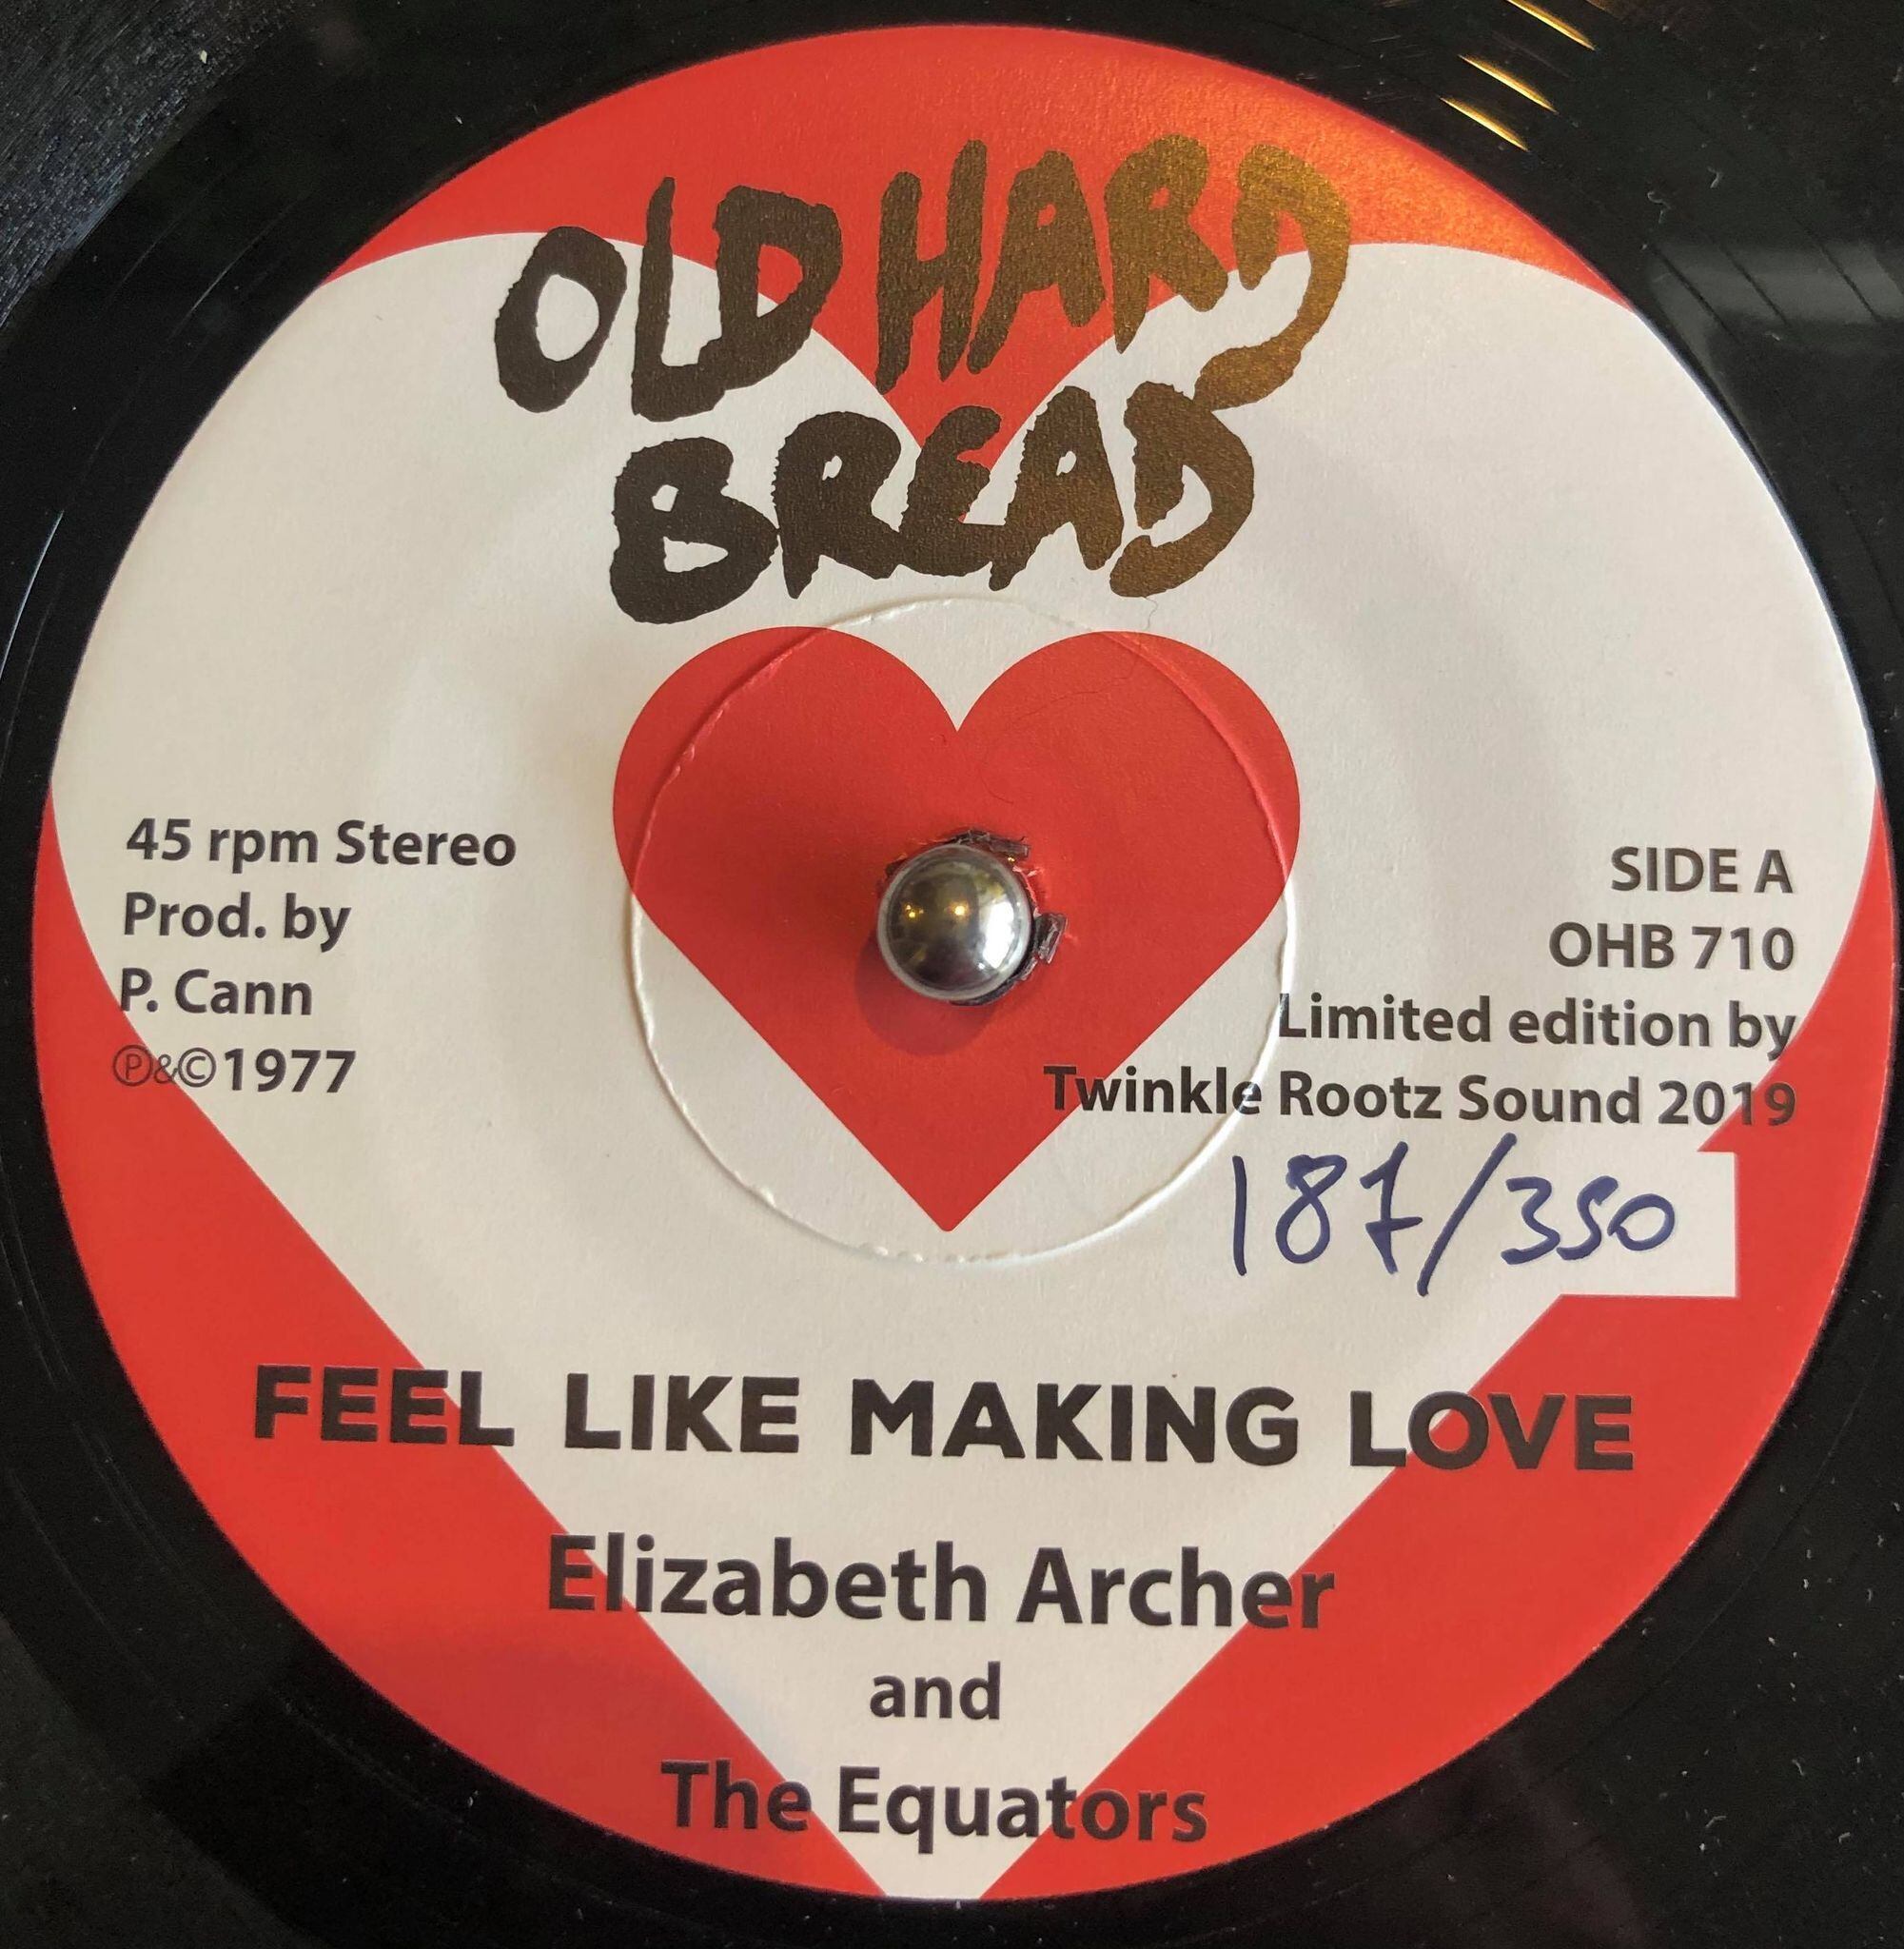 OLD HARD
BREAD
45 rpm Stereo
Prod. by
P. Cann
℗&©1977
SIDE A
OHB 710
Limited edition by
Twinkle Rootz Sound 2019
187/350
FEEL LIKE MAKING LOVE
Elizabeth Archer
and
The Equators